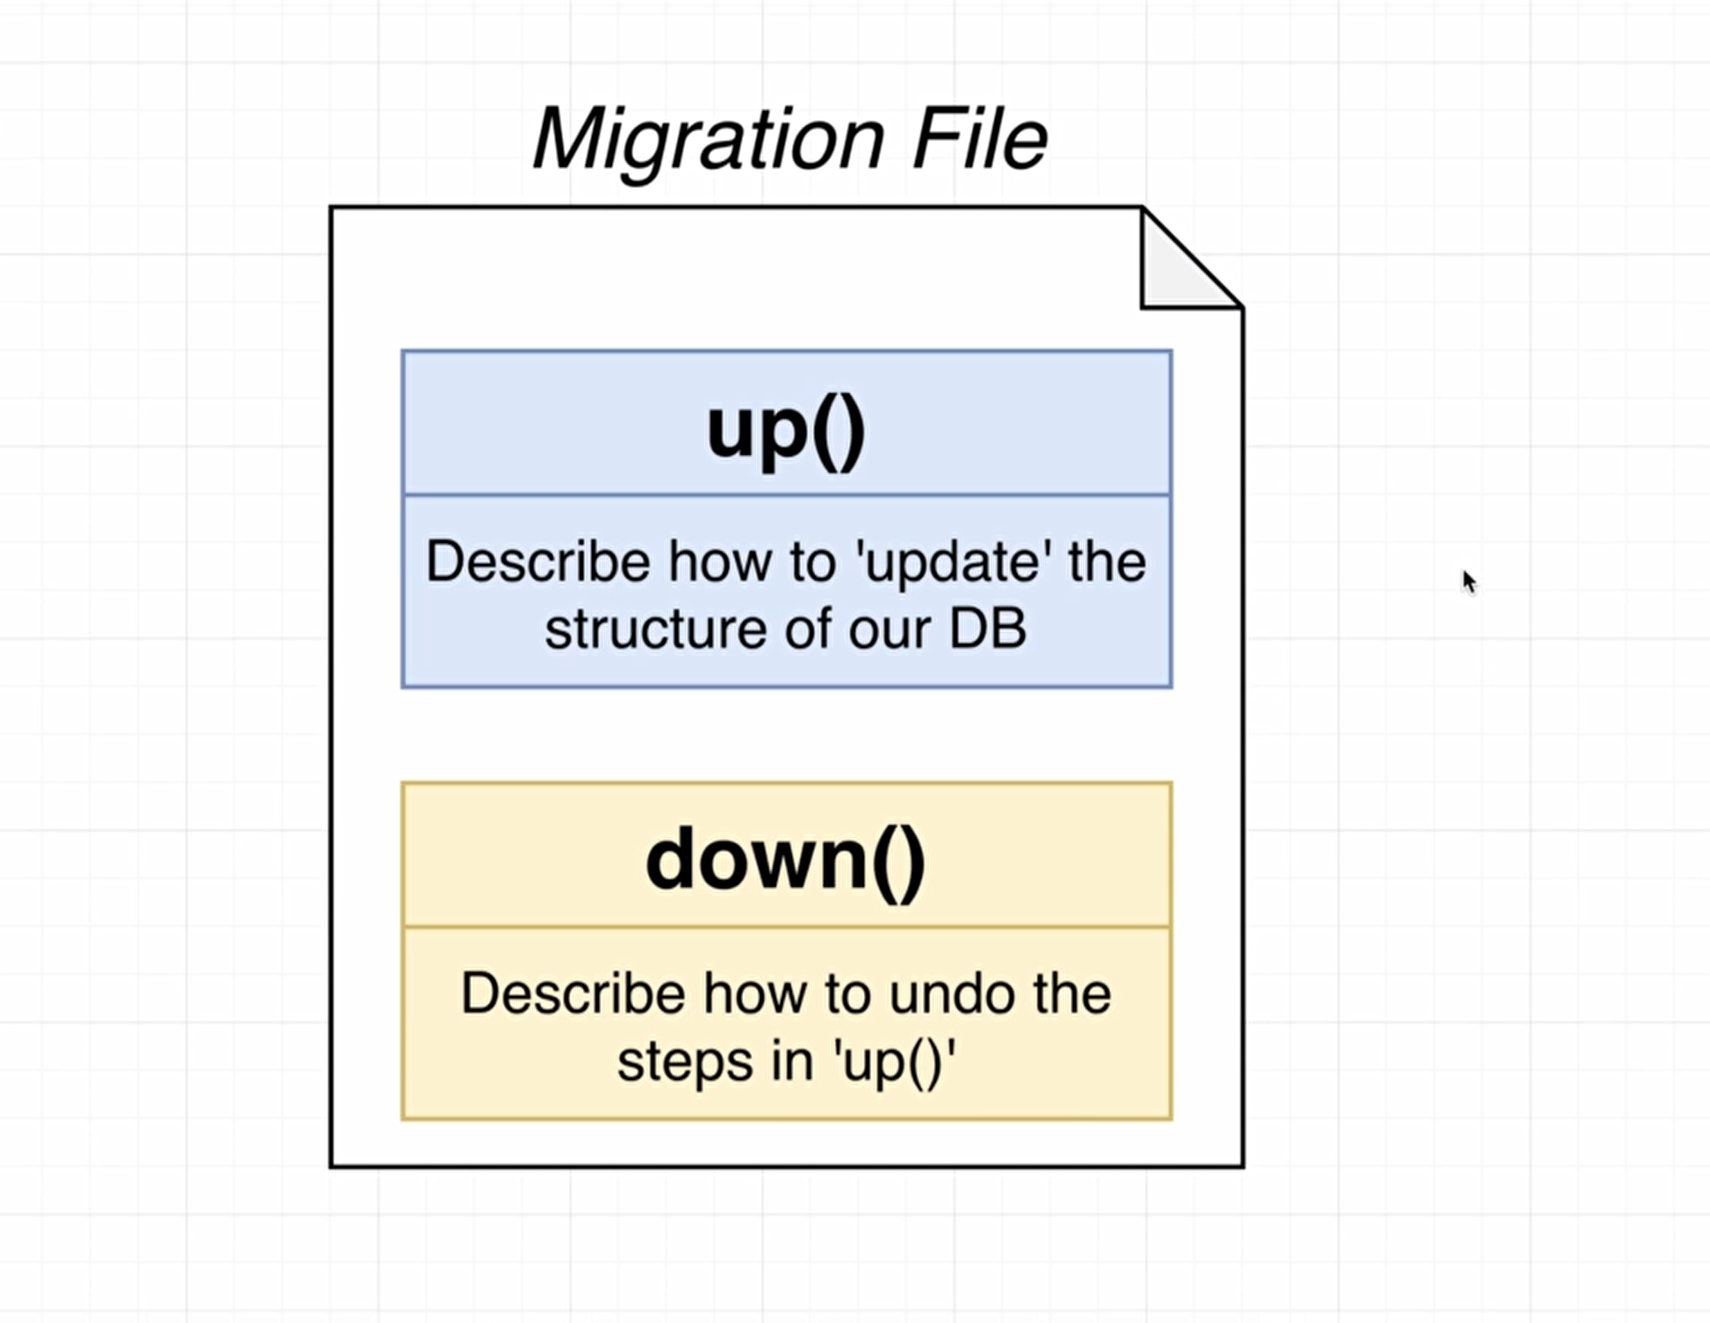 Migration File
up()
Describe how to 'update' the
structure of our DB
down()
Describe how to undo the
steps in 'up()'